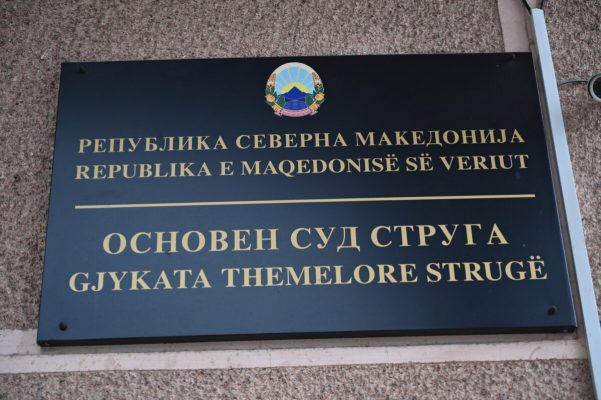 РЕПУБЛИКА СЕВЕРНА МАКЕДОНИЈА
REPUBLIKA E MAQEDONISË SË VERIUT
ОСНОВЕН СУД СТРУГА
GJYKATA THEMELORE STRUGË